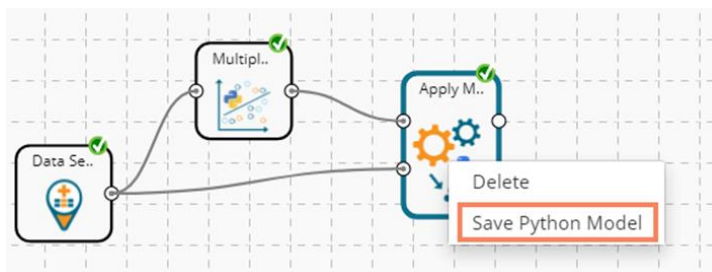 Multipl..
Apply M..
Data Se..
Delete
Save Python Model